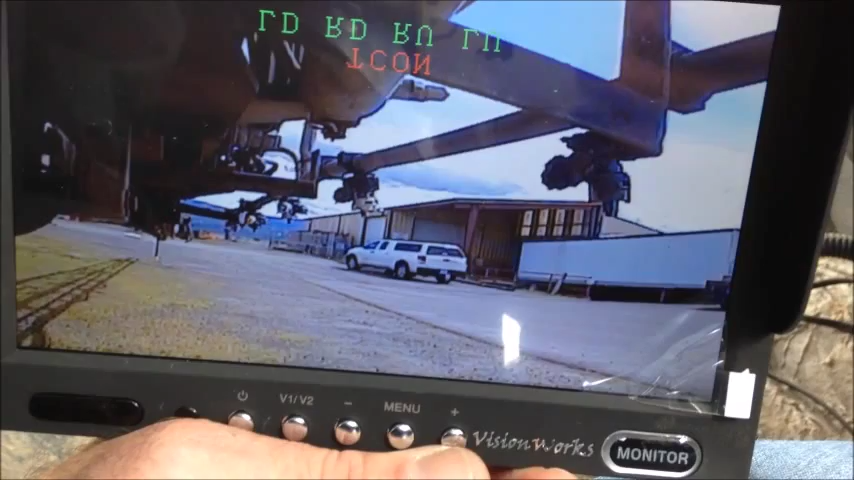 LD RD RU LU
TCON
V1/V2
−
MENU
+
VisionWorks
MONITOR